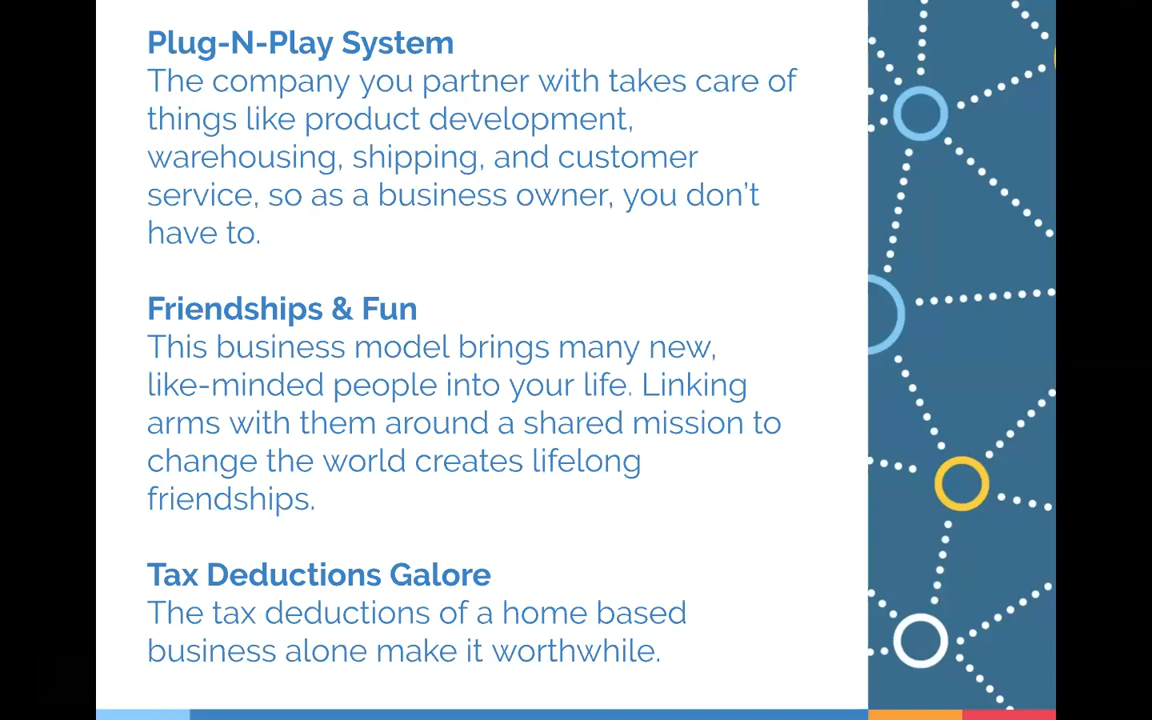 Plug-N-Play System
The company you partner with takes care of
things like product development,
warehousing, shipping, and customer
service, so as a business owner, you don’t
have to.
Friendships & Fun
This business model brings many new,
like-minded people into your life. Linking
arms with them around a shared mission to
change the world creates lifelong
friendships.
Tax Deductions Galore
The tax deductions of a home based
business alone make it worthwhile.